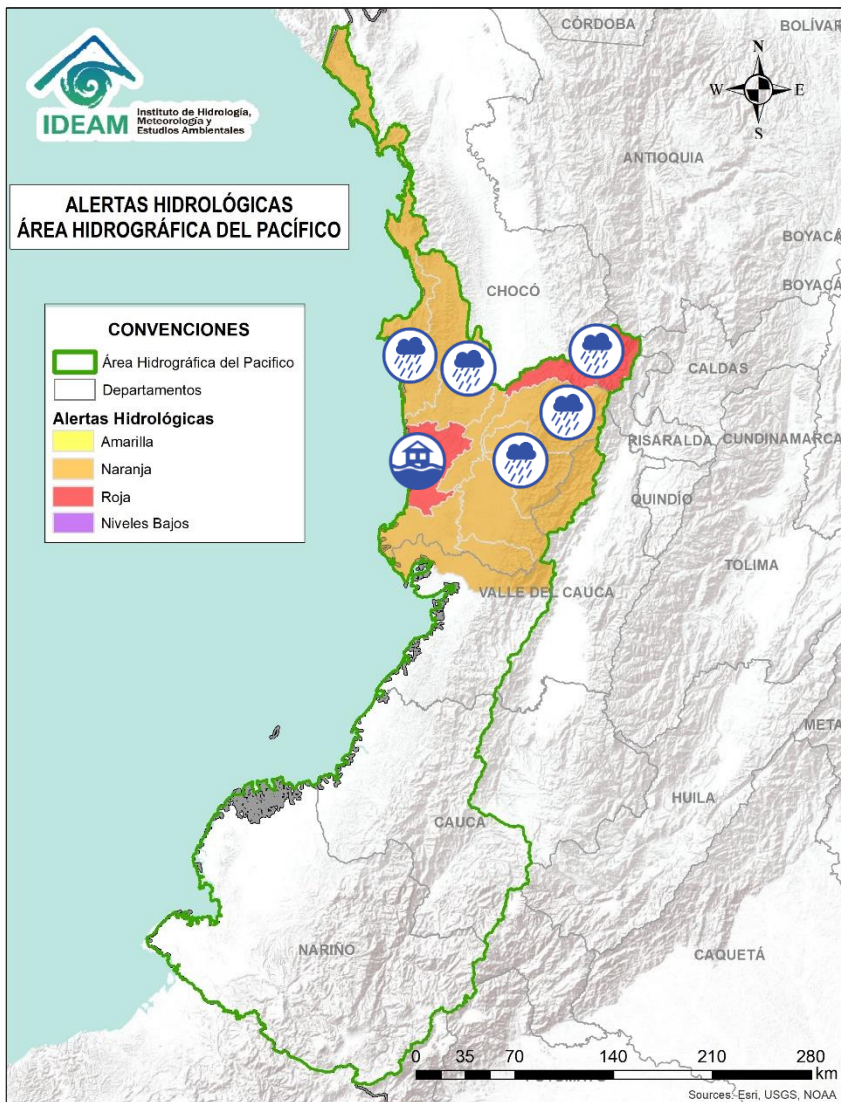 IDEAM
Instituto de Hidrología,
Meteorología y
Estudios Ambientales
ALERTAS HIDROLÓGICAS
ÁREA HIDROGRÁFICA DEL PACÍFICO
CONVENCIONES
Área Hidrográfica del Pacifico
Departamentos
Alertas Hidrológicas
Amarilla
Naranja
Roja
Niveles Bajos
N
W E
S
CÓRDOBA
BOLÍVAR
ANTIOQUIA
BOYACÁ
BOYACÁ
CHOCÓ
CALDAS
RISARALDA
CUNDINAMARCA
QUINDÍO
TOLIMA
VALLE DEL CAUCA
META
HUILA
CAUCA
NARIÑO
CAQUETÁ
0 35 70 140 210 280
km
Sources: Esri, USGS, NOAA